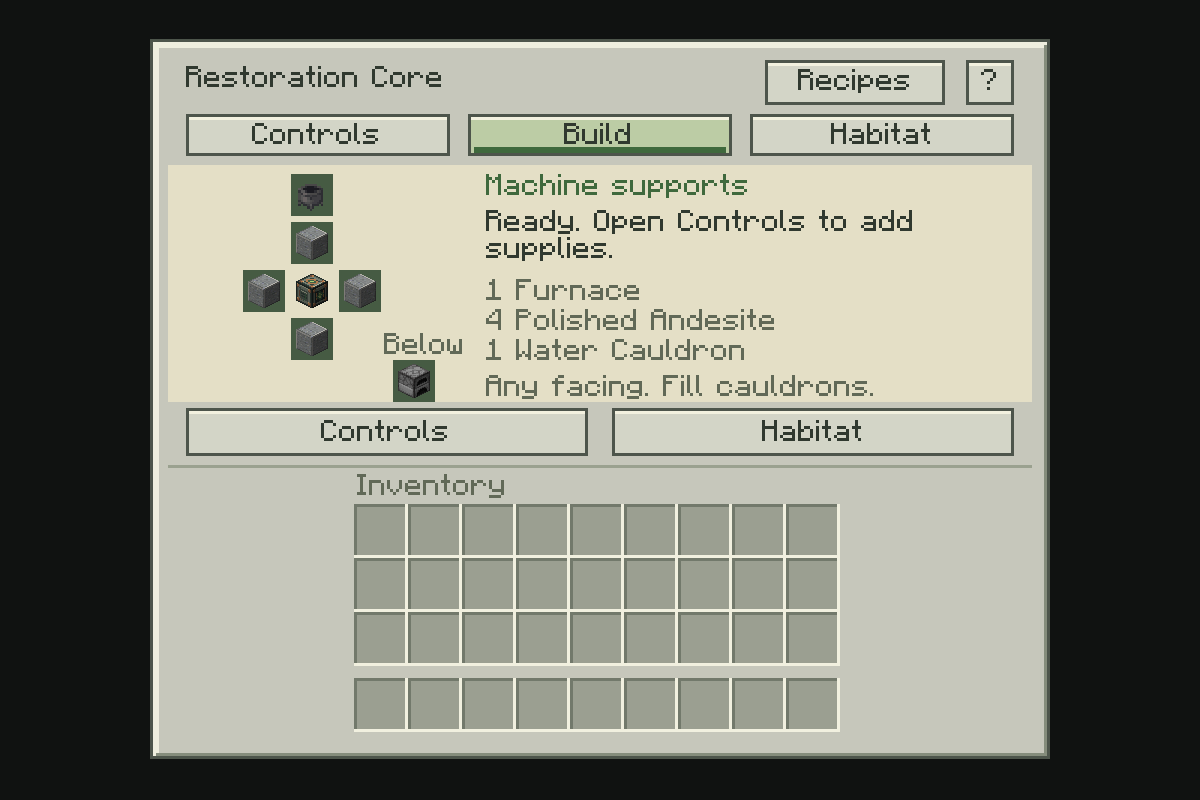 Restoration Core
Recipes
?
Controls
Build
Habitat
Machine supports
Ready. Open Controls to add
supplies.
1 Furnace
4 Polished Andesite
Below
1 Water Cauldron
Any facing. Fill cauldrons.
Controls
Habitat
Inventory